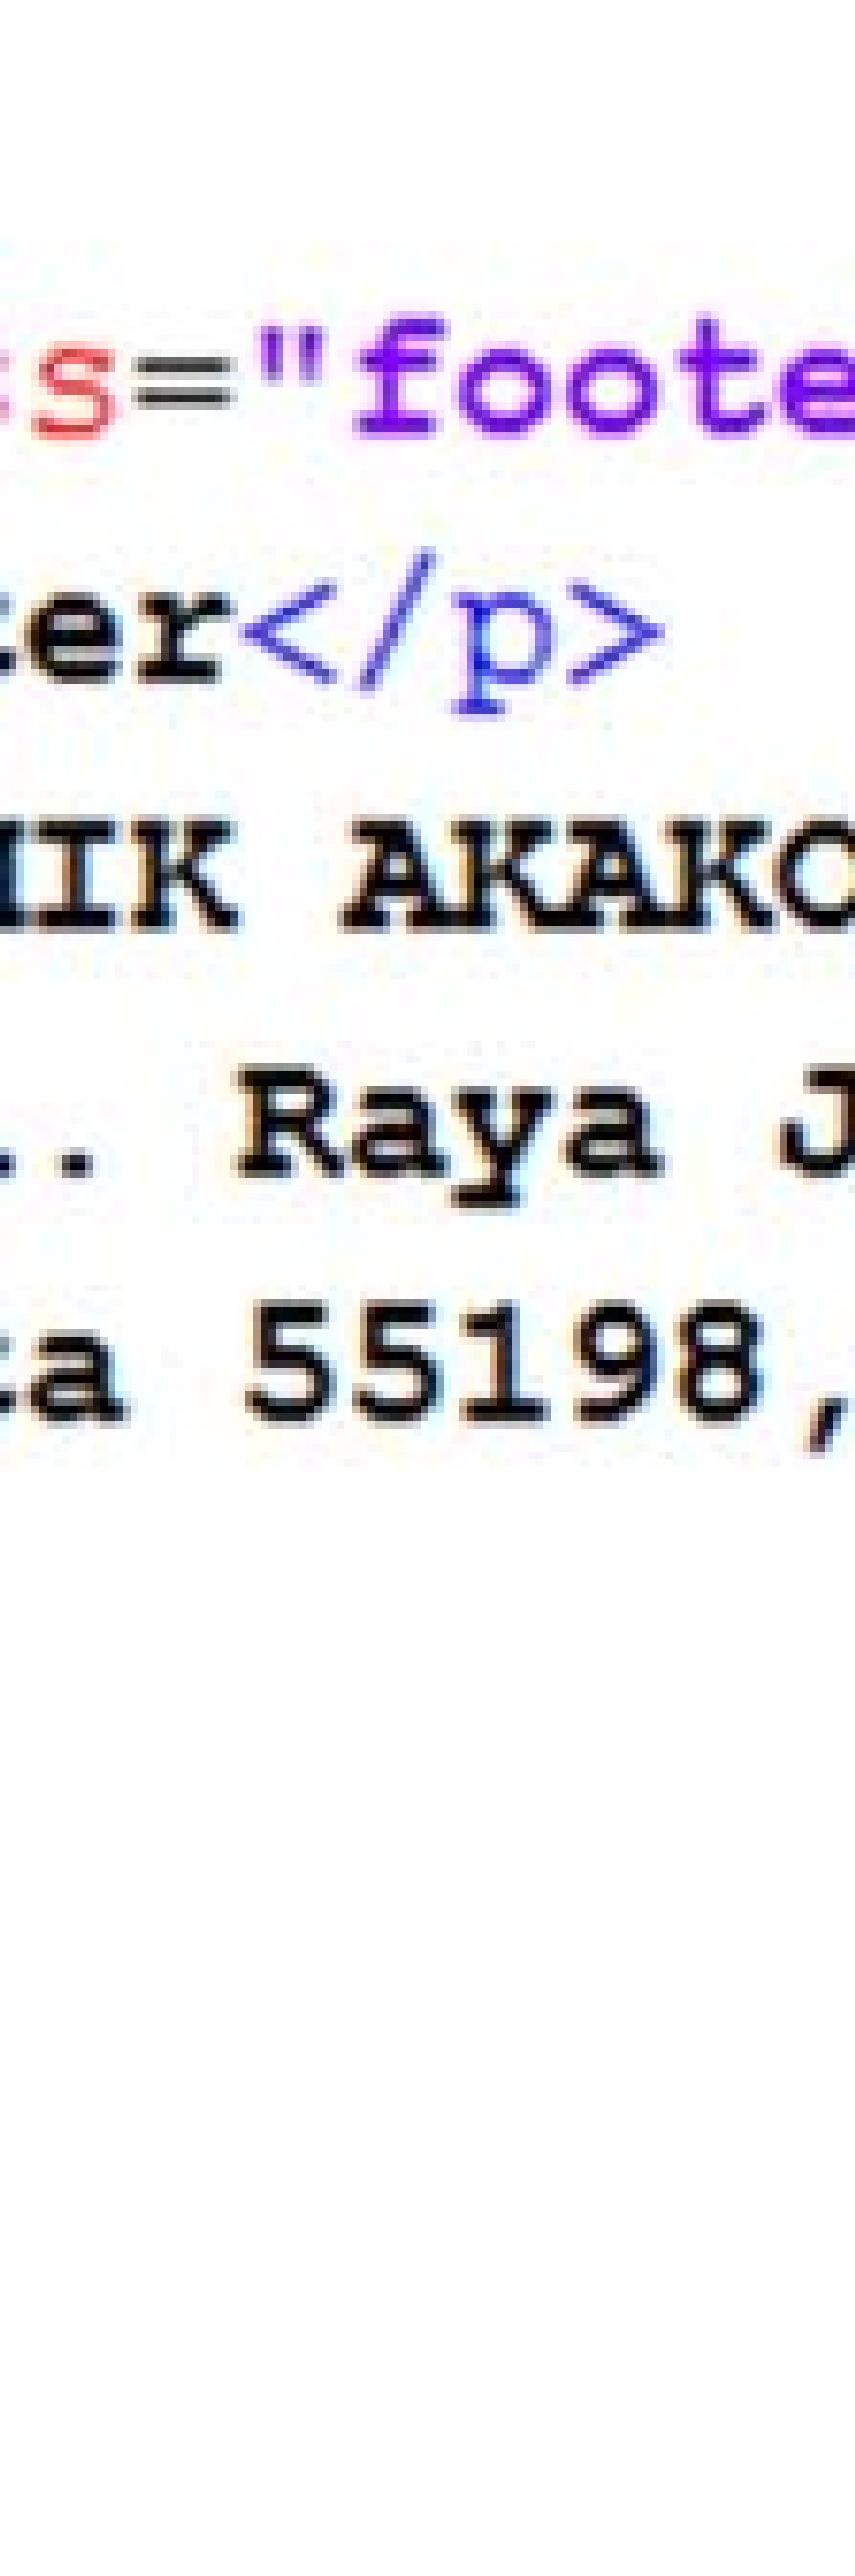 s="foote
er</p>
IK AKAKO
. Raya J
a 55198,